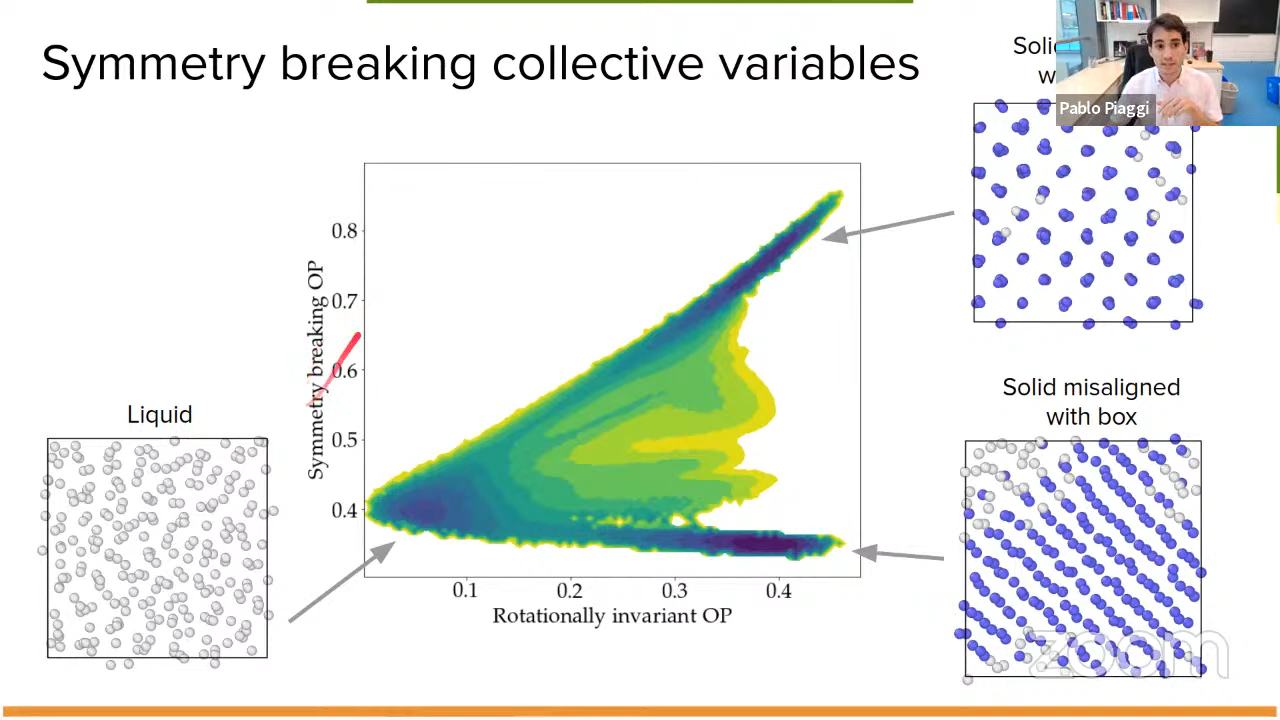 Symmetry breaking collective variables
Pablo Piaggi
Symmetry breaking OP
0.8
0.7
0.6
0.5
0.4
0.1
0.2
0.3
0.4
Rotationally invariant OP
Liquid
Solid misaligned
with box
zoom